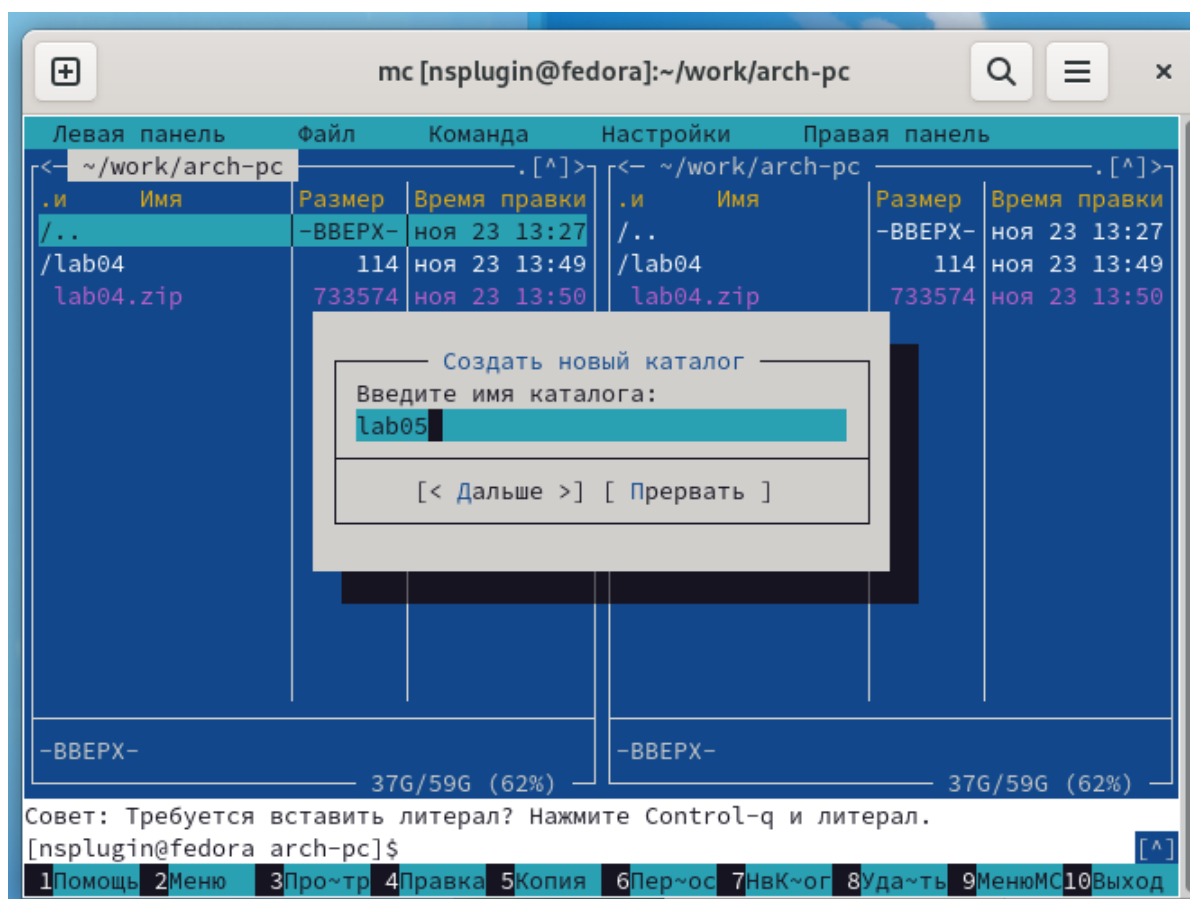 mc [nsplugin@fedora]:~/work/arch-pc
Левая панель Файл Команда Настройки Правая панель
<— ~/work/arch-pc .[^]> <— ~/work/arch-pc .[^]>
.и Имя Размер Время правки .и Имя Размер Время правки
/.. -ВВЕРХ- ноя 23 13:27 /.. -ВВЕРХ- ноя 23 13:27
/lab04 114 ноя 23 13:49 /lab04 114 ноя 23 13:49
lab04.zip 733574 ноя 23 13:50 lab04.zip 733574 ноя 23 13:50
Создать новый каталог
Введите имя каталога:
lab05
[< Дальше >] [ Прервать ]
-ВВЕРХ- -ВВЕРХ-
37G/59G (62%) 37G/59G (62%)
Совет: Требуется вставить литерал? Нажмите Control-q и литерал.
[nsplugin@fedora arch-pc]$ [^]
1Помощь 2Меню 3Про~тр 4Правка 5Копия 6Пер~ос 7НвК~ог 8Уда~ть 9МенюМС 10Выход